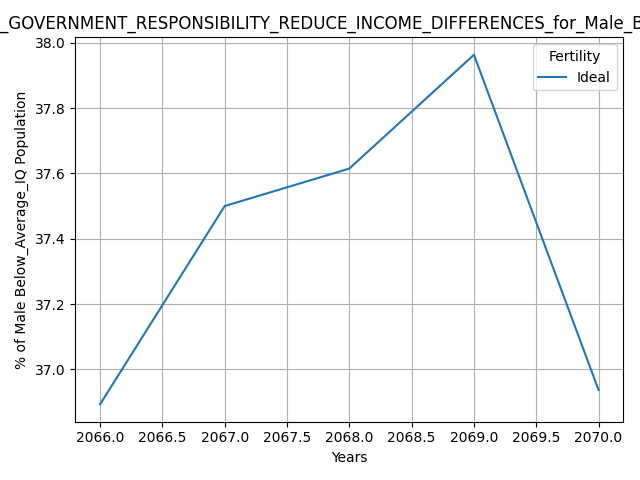 _GOVERNMENT_RESPONSIBILITY_REDUCE_INCOME_DIFFERENCES_for_Male_B
38.0
37.8
37.6
37.4
37.2
37.0
% of Male Below_Average_IQ Population
Fertility
Ideal
2066.0 2066.5 2067.0 2067.5 2068.0 2068.5 2069.0 2069.5 2070.0
Years